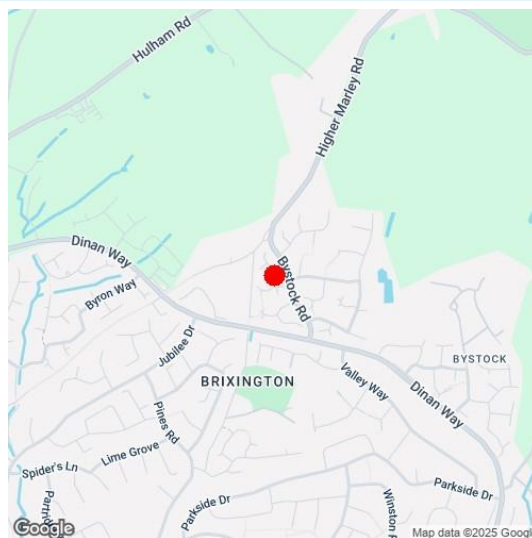 Hulham Rd
Higher Marley Rd
Dinan Way
Bystock Rd
Byron Way
Jubilee Dr
BYSTOCK
Valley Way
BRIXINGTON
Dinan Way
Pines Rd
Lime Grove
Spider's Ln
Parkside Dr
Parkside Dr
Google
Map data ©2025 Google